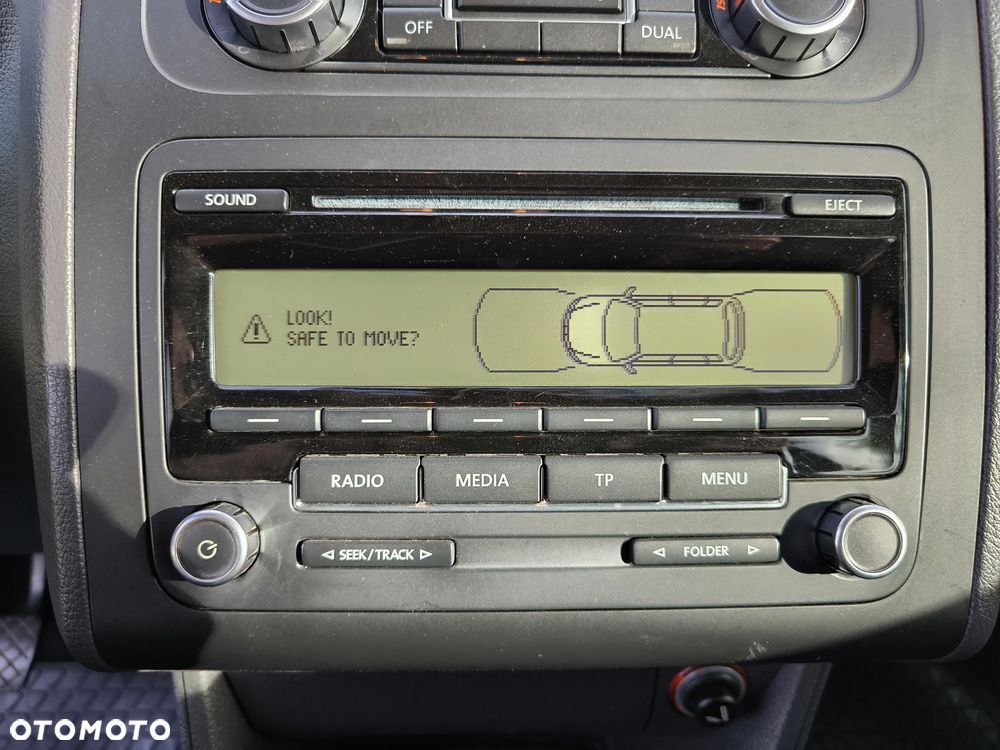 OFF
DUAL
SOUND
EJECT
LOOK!
SAFE TO MOVE?
RADIO
MEDIA
TP
MENU
SEEK/TRACK
FOLDER
OTOMOTO